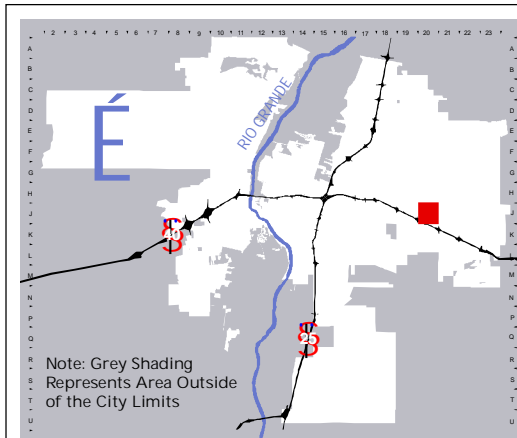 1 2 3 4 5 6 7 8 9 10 11 12 13 14 15 16 17 18 19 20 21 22 23
A A
B B
C C
D D
E E
F F
G G
H H
J J
K K
L L
M M
N N
P P
Q Q
R R
S S
T T
U U
É
RIO GRANDE
40
25
Note: Grey Shading
Represents Area Outside
of the City Limits